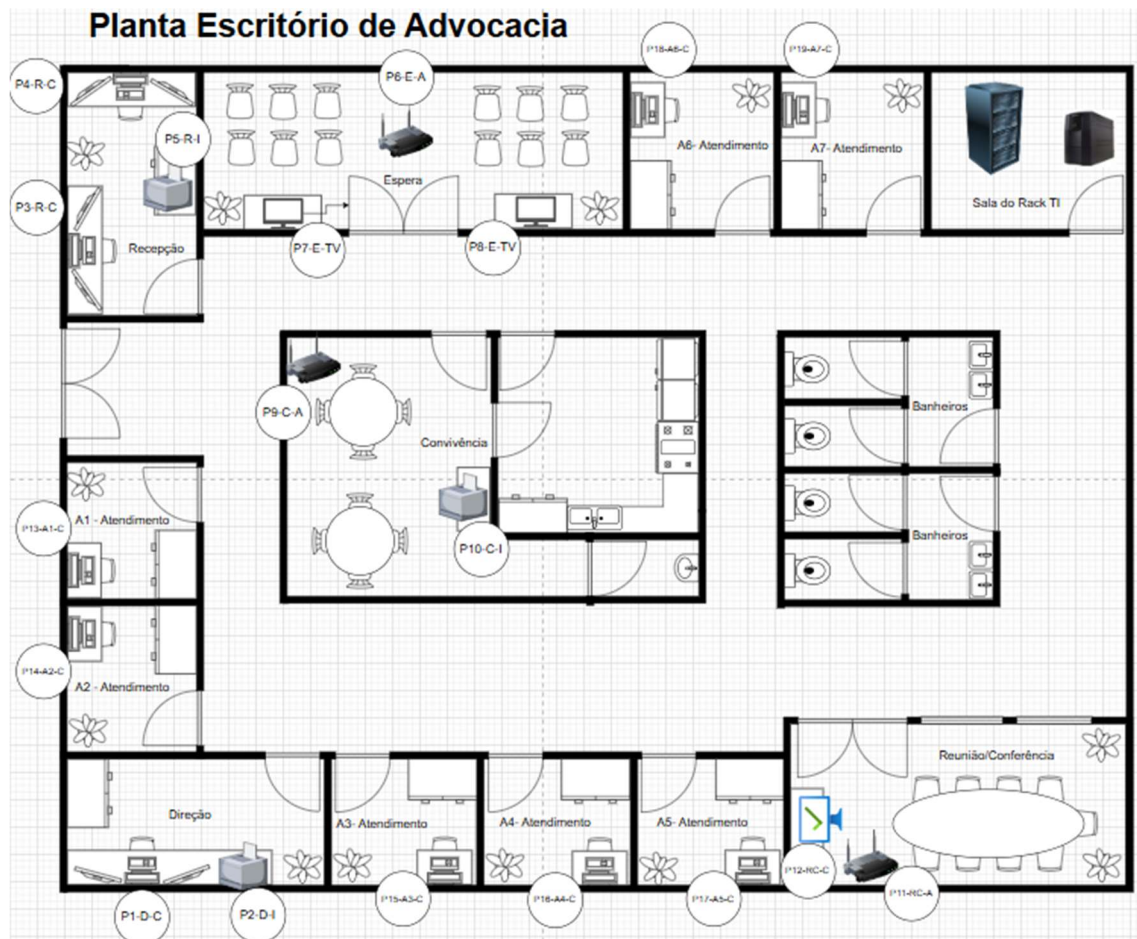 Planta Escritório de Advocacia
P18-A6-C
P19-A7-C
P4-R-C
P6-E-A
P5-R-I
A6- Atendimento
A7- Atendimento
Espera
P3-R-C
Sala do Rack TI
Recepção
P7-E-TV
P8-E-TV
P9-C-A
Convivência
Banheiros
P13-A1-C
A1 - Atendimento
P10-C-I
Banheiros
P14-A2-C
A2 - Atendimento
Reunião/Conferência
Direção
A3- Atendimento
A4- Atendimento
A5- Atendimento
P12-RC-C
P11-RC-A
P1-D-C
P2-D-I
P15-A3-C
P16-A4-C
P17-A5-C